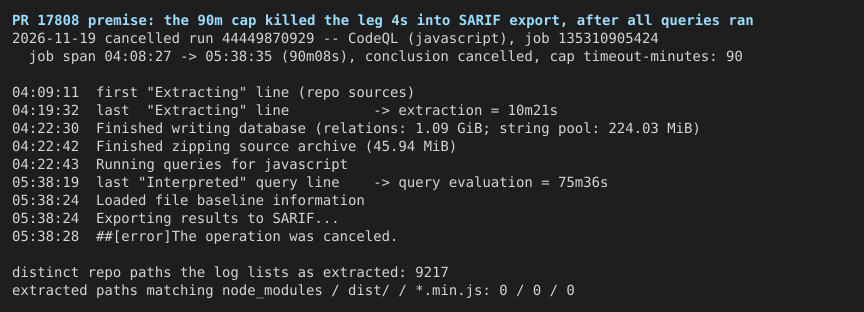 PR 17808 premise: the 90m cap killed the leg 4s into SARIF export, after all queries ran
2026-11-19 cancelled run 44449870929 -- CodeQL (javascript), job 135310905424
job span 04:08:27 -> 05:38:35 (90m08s), conclusion cancelled, cap timeout-minutes: 90
04:09:11 first "Extracting" line (repo sources)
04:19:32 last "Extracting" line -> extraction = 10m21s
04:22:30 Finished writing database (relations: 1.09 GiB; string pool: 224.03 MiB)
04:22:42 Finished zipping source archive (45.94 MiB)
04:22:43 Running queries for javascript
05:38:19 last "Interpreted" query line -> query evaluation = 75m36s
05:38:24 Loaded file baseline information
05:38:24 Exporting results to SARIF...
05:38:28 ##[error]The operation was canceled.
distinct repo paths the log lists as extracted: 9217
extracted paths matching node_modules / dist/ / *.min.js: 0 / 0 / 0